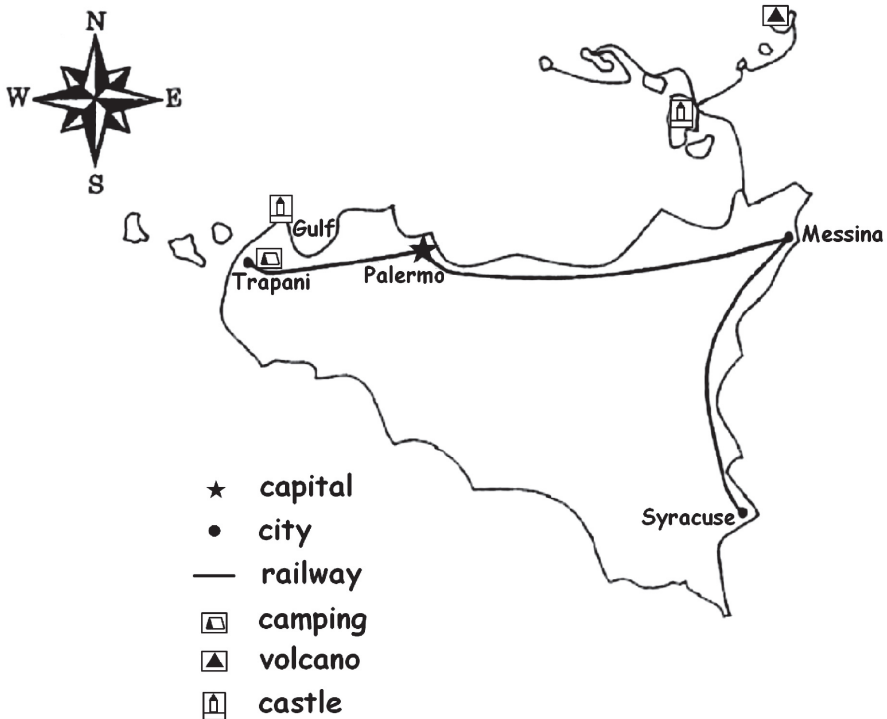 N
W
E
S
Gulf
Messina
Trapani
Palermo
Syracuse
capital
city
railway
camping
volcano
castle